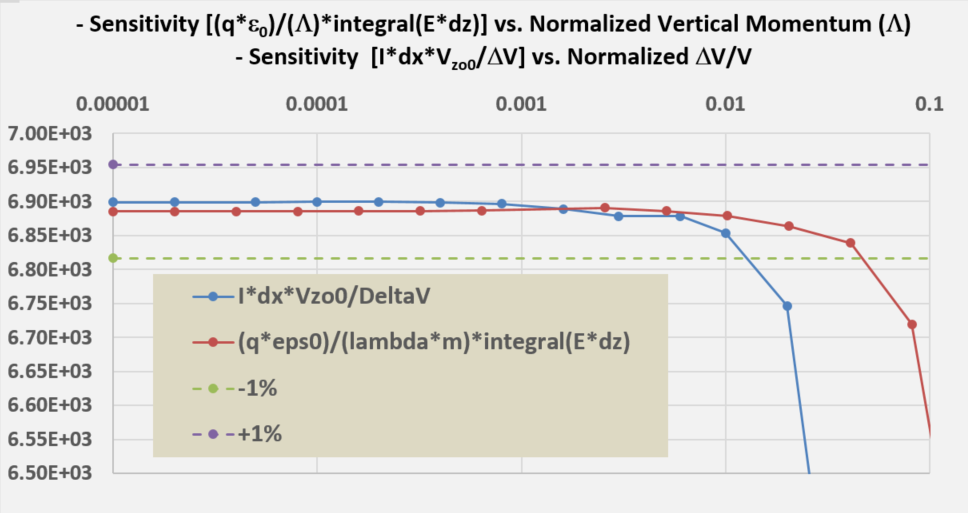 - Sensitivity [(q*ε₀)/(Λ)*integral(E*dz)] vs. Normalized Vertical Momentum (Λ)
- Sensitivity [I*dx*Vzo0/ΔV] vs. Normalized ΔV/V
0.00001 0.0001 0.001 0.01 0.1
7.00E+03
6.95E+03
6.90E+03
6.85E+03
6.80E+03
6.75E+03
6.70E+03
6.65E+03
6.60E+03
6.55E+03
6.50E+03
I*dx*Vzo0/DeltaV
(q*eps0)/(lambda*m)*integral(E*dz)
-1%
+1%